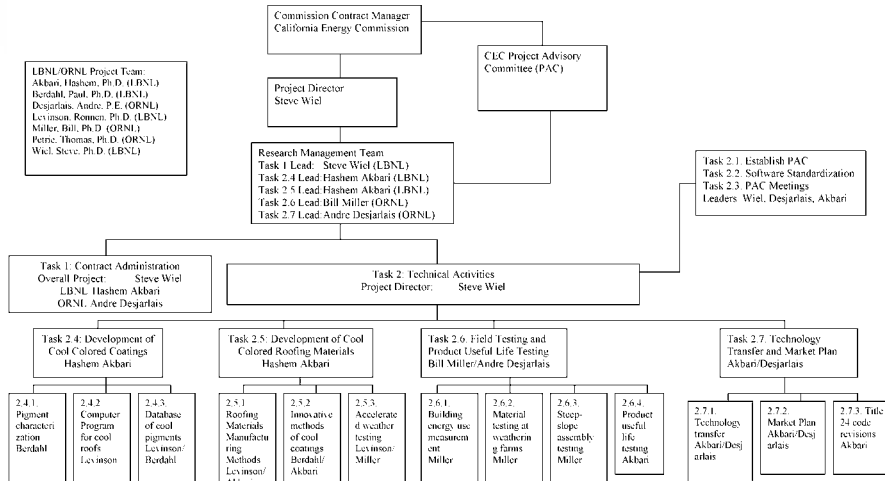 Commission Contract Manager
California Energy Commission
CEC Project Advisory
Committee (PAC)
LBNL/ORNL Project Team:
Akbari, Hashem, Ph.D. (LBNL)
Berdahl, Paul, Ph.D. (LBNL)
Desjarlais, Andre, P.E. (ORNL)
Levinson, Ronnen, Ph.D. (LBNL)
Miller, Bill, Ph.D. (ORNL)
Petrie, Thomas, Ph.D. (ORNL)
Wiel, Steve, Ph.D. (LBNL)
Project Director
Steve Wiel
Research Management Team
Task 1 Lead: Steve Wiel (LBNL)
Task 2.4 Lead: Hashem Akbari (LBNL)
Task 2.5 Lead: Hashem Akbari (LBNL)
Task 2.6 Lead: Bill Miller (ORNL)
Task 2.7 Lead: Andre Desjarlais (ORNL)
Task 2.1. Establish PAC
Task 2.2. Software Standardization
Task 2.3. PAC Meetings
Leaders Wiel, Desjarlais, Akbari
Task 1: Contract Administration
Overall Project: Steve Wiel
LBNL Hashem Akbari
ORNL Andre Desjarlais
Task 2: Technical Activities
Project Director: Steve Wiel
Task 2.4: Development of
Cool Colored Coatings
Hashem Akbari
Task 2.5: Development of Cool
Colored Roofing Materials
Hashem Akbari
Task 2.6. Field Testing and
Product Useful Life Testing
Bill Miller/Andre Desjarlais
Task 2.7. Technology
Transfer and Market Plan
Akbari/Desjarlais
2.4.1.
Pigment
characteri
zation
Berdahl
2.4.2
Computer
Program
for cool
roofs
Levinson
2.4.3.
Database
of cool
pigments
Levinson/
Berdahl
2.5.1
Roofing
Materials
Manufactu
ring
Methods
Levinson/
2.5.2.
Innovative
methods
of cool
coatings
Berdahl/
Akbari
2.5.3.
Accelerate
d weather
testing
Levinson/
Miller
2.6.1.
Building
energy use
measurem
ent
Miller
2.6.2.
Material
testing at
weatherin
g farms
Miller
2.6.3.
Steep-
slope
assembly
testing
Miller
2.6.4.
Product
useful
life
testing
Akbari
2.7.1.
Technology
transfer
Akbari/Desj
arlais
2.7.2.
Market Plan
Akbari/Desj
arlais
2.7.3. Title
24 code
revisions
Akbari